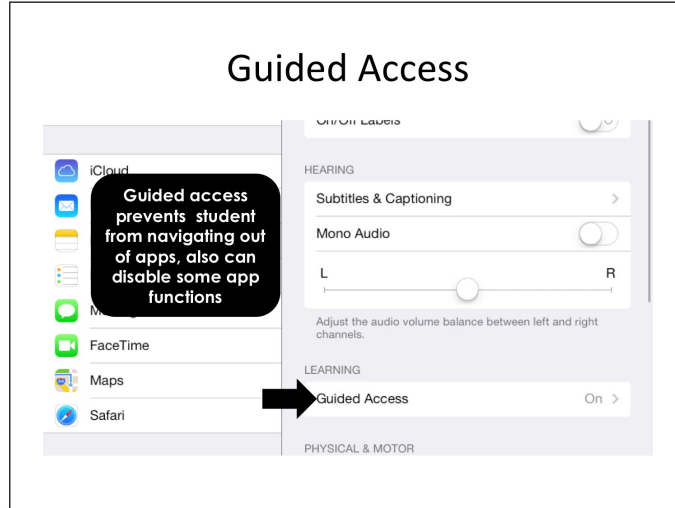 Guided Access
On/Off Labels
iCloud
Guided access
prevents student
from navigating out
of apps, also can
disable some app
functions
FaceTime
Maps
Safari
HEARING
Subtitles & Captioning
Mono Audio
L R
Adjust the audio volume balance between left and right
channels.
LEARNING
Guided Access On
PHYSICAL & MOTOR